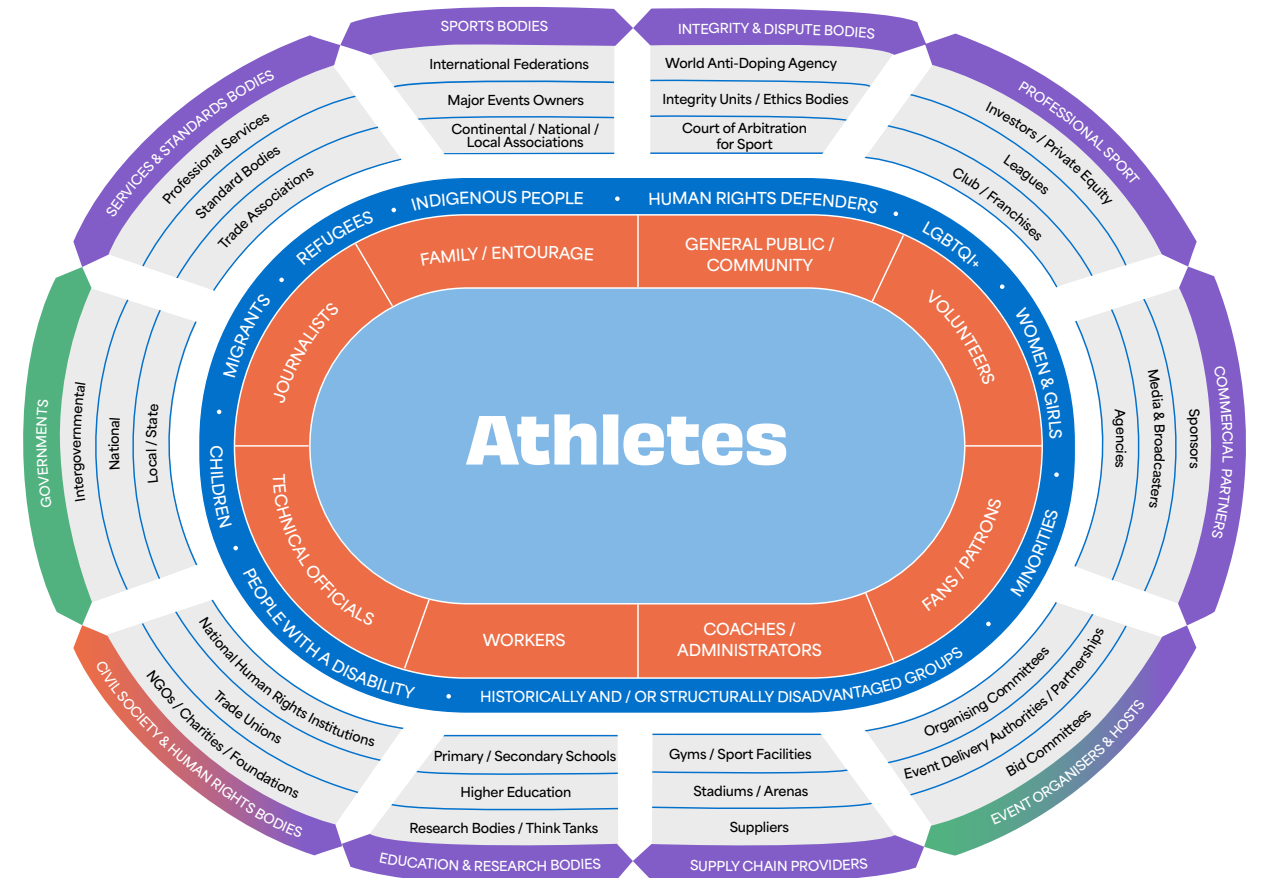 SPORTS BODIES
International Federations
Major Events Owners
Continental / National /
Local Associations
INTEGRITY & DISPUTE BODIES
World Anti-Doping Agency
Integrity Units / Ethics Bodies
Court of Arbitration
for Sport
PROFESSIONAL SPORT
Investors / Private Equity
Leagues
Club / Franchises
COMMERCIAL PARTNERS
Sponsors
Media & Broadcasters
Agencies
EVENT ORGANISERS & HOSTS
Organising Committees
Event Delivery Authorities / Partnerships
Bid Committees
SUPPLY CHAIN PROVIDERS
Gyms / Sport Facilities
Stadiums / Arenas
Suppliers
EDUCATION & RESEARCH BODIES
Primary / Secondary Schools
Higher Education
Research Bodies / Think Tanks
CIVIL SOCIETY & HUMAN RIGHTS BODIES
National Human Rights Institutions
Trade Unions
NGOs / Charities / Foundations
GOVERNMENTS
Intergovernmental
National
Local / State
SERVICES & STANDARDS BODIES
Professional Services
Standard Bodies
Trade Associations
INDIGENOUS PEOPLE •
HUMAN RIGHTS DEFENDERS •
LGBTQI+ •
WOMEN & GIRLS •
MINORITIES •
HISTORICALLY AND / OR STRUCTURALLY DISADVANTAGED GROUPS •
PEOPLE WITH A DISABILITY •
CHILDREN •
MIGRANTS •
REFUGEES •
FAMILY / ENTOURAGE
GENERAL PUBLIC /
COMMUNITY
VOLUNTEERS
FANS / PATRONS
COACHES /
ADMINISTRATORS
WORKERS
TECHNICAL OFFICIALS
JOURNALISTS
Athletes